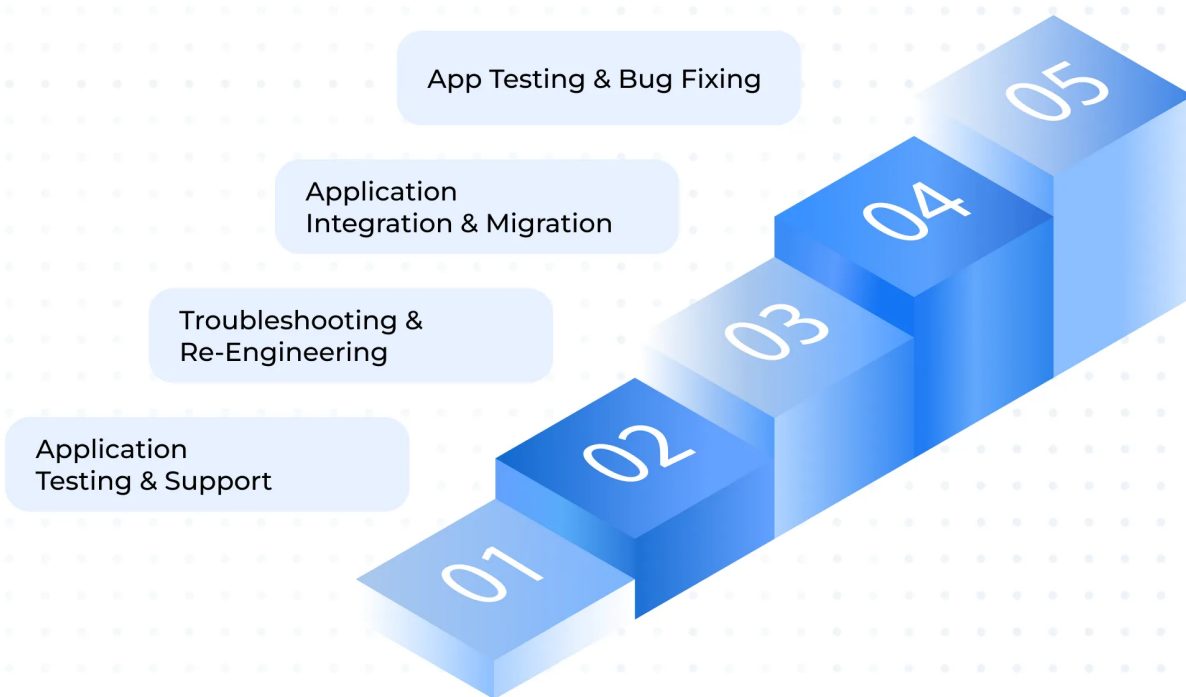 App Testing & Bug Fixing
05
Application
Integration & Migration
04
Troubleshooting &
Re-Engineering
03
Application
Testing & Support
02
01